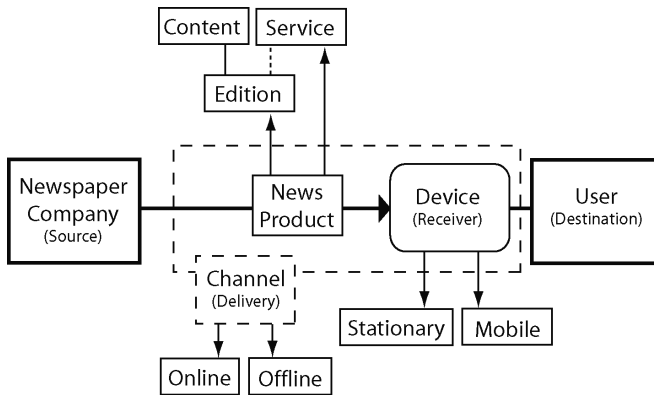 Content
Service
Edition
Newspaper
Company
(Source)
News
Product
Device
(Receiver)
User
(Destination)
Channel
(Delivery)
Stationary
Mobile
Online
Offline